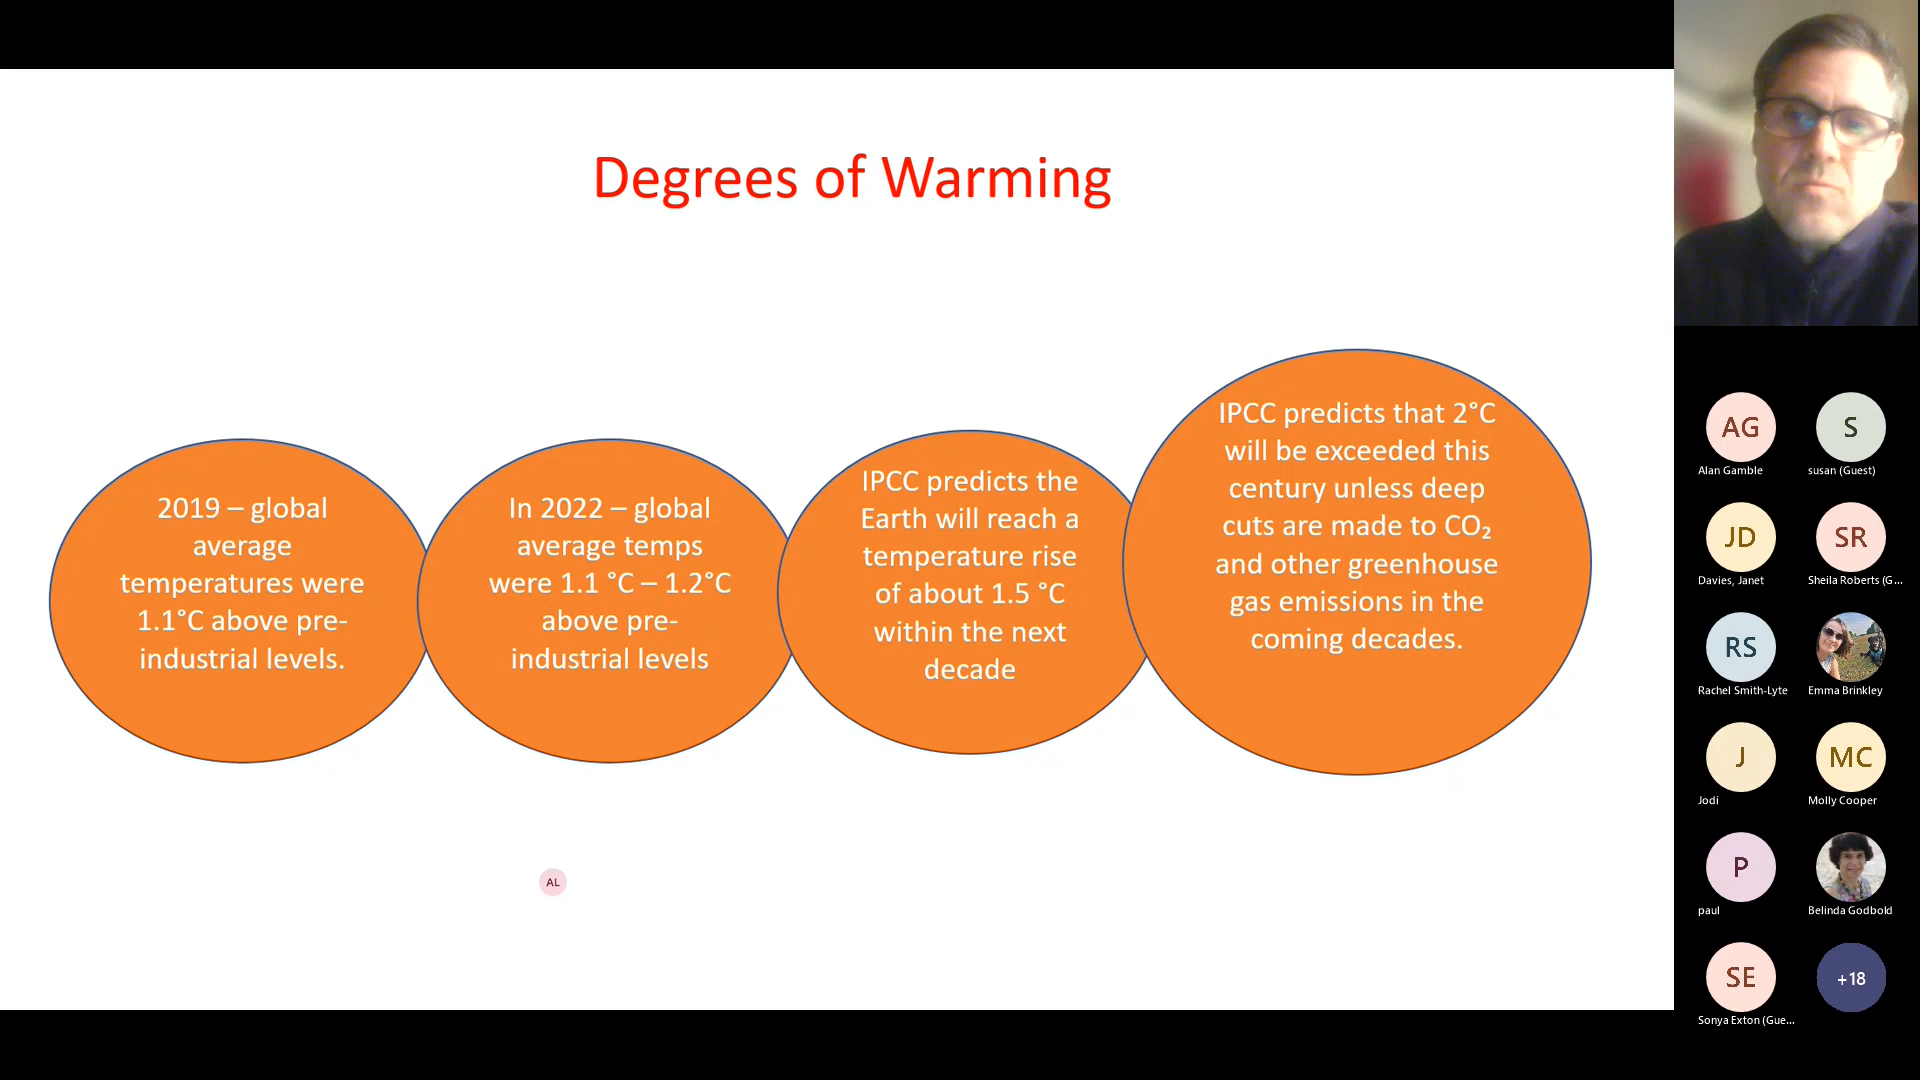 Degrees of Warming
2019 – global
average
temperatures were
1.1°C above pre-
industrial levels.
In 2022 – global
average temps
were 1.1 °C – 1.2°C
above pre-
industrial levels
IPCC predicts the
Earth will reach a
temperature rise
of about 1.5 °C
within the next
decade
IPCC predicts that 2°C
will be exceeded this
century unless deep
cuts are made to CO₂
and other greenhouse
gas emissions in the
coming decades.
AL
AG
Alan Gamble
S
susan (Guest)
JD
Davies, Janet
SR
Sheila Roberts (G...
RS
Rachel Smith-Lyte
Emma Brinkley
J
Jodi
MC
Molly Cooper
P
paul
Belinda Godbold
SE
Sonya Exton (Gue...
+18